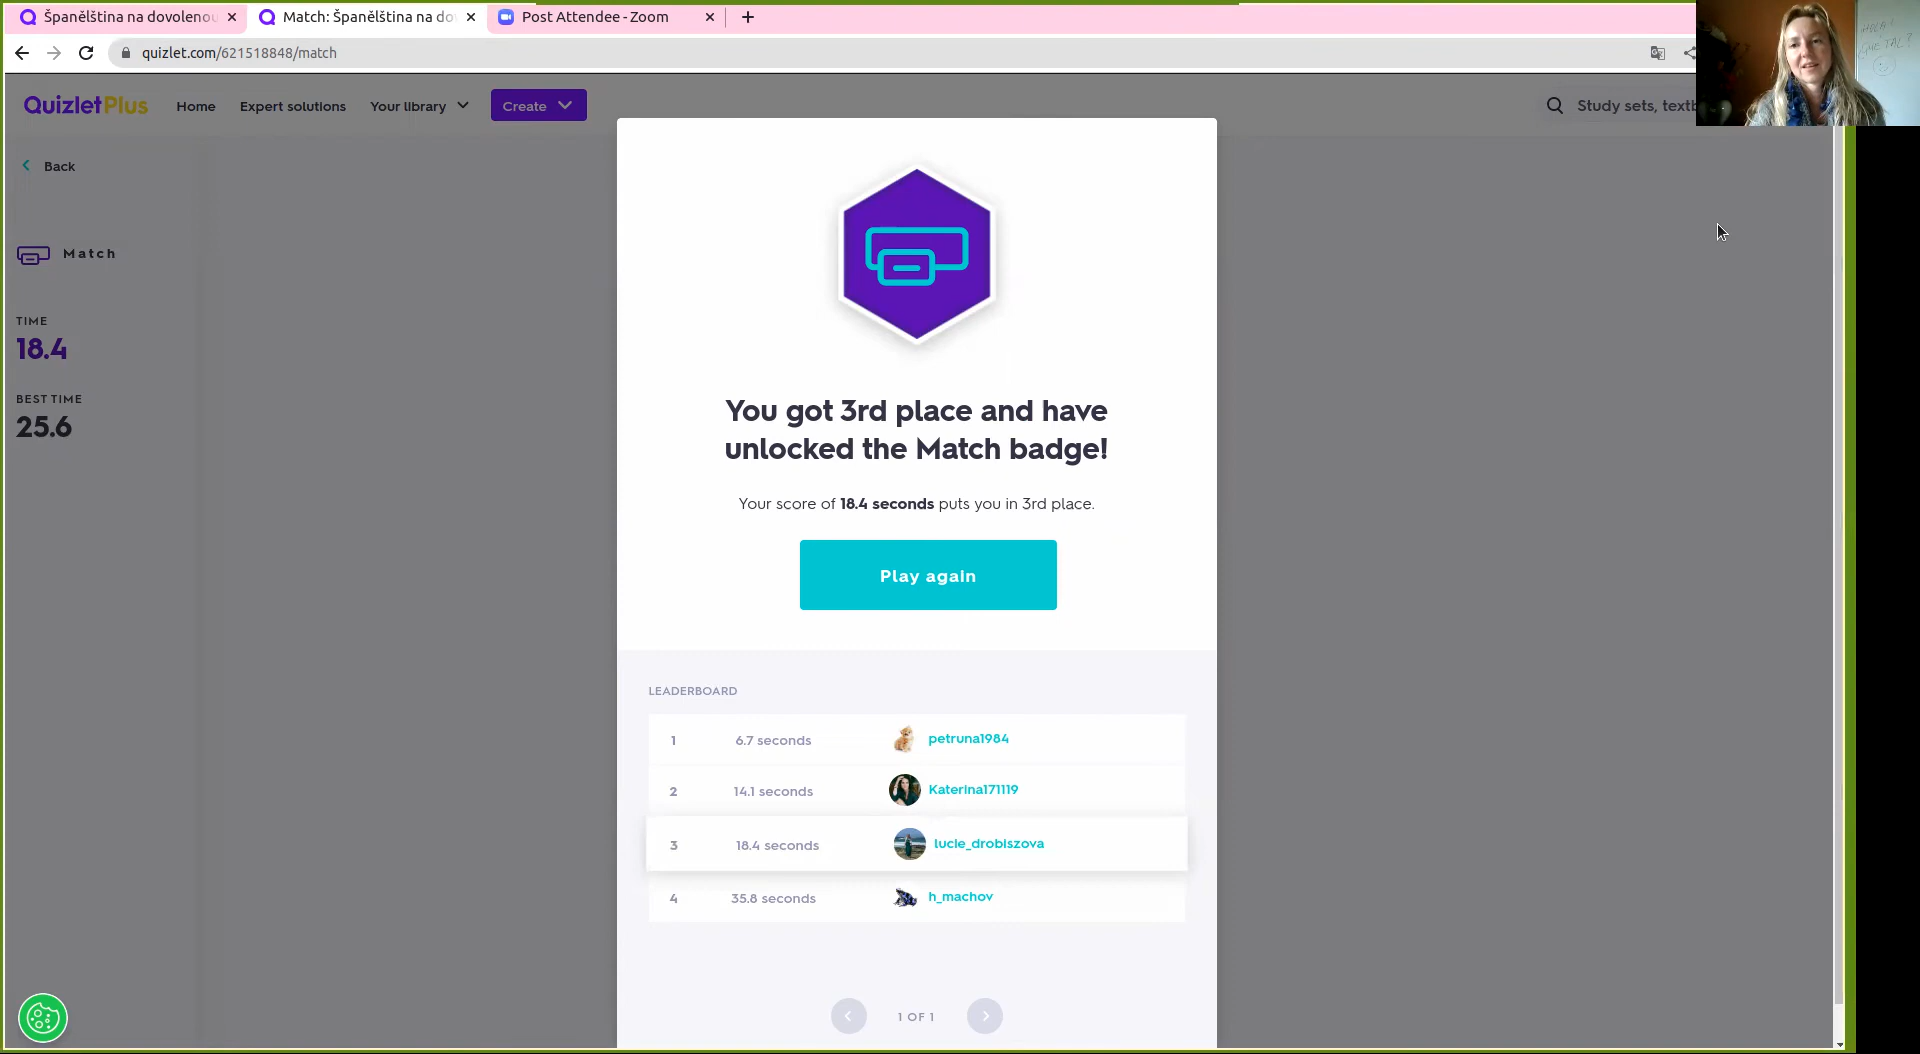 Španělština na dovolenou
Match: Španělština na do
Post Attendee - Zoom
quizlet.com/621518848/match
QuizletPlus
Home
Expert solutions
Your library
Create
Study sets, textb
Back
Match
TIME
18.4
BEST TIME
25.6
You got 3rd place and have
unlocked the Match badge!
Your score of 18.4 seconds puts you in 3rd place.
Play again
LEADERBOARD
1 6.7 seconds petruna1984
2 14.1 seconds Katerina171119
3 18.4 seconds lucie_drobiszova
4 35.8 seconds h_machov
1 OF 1